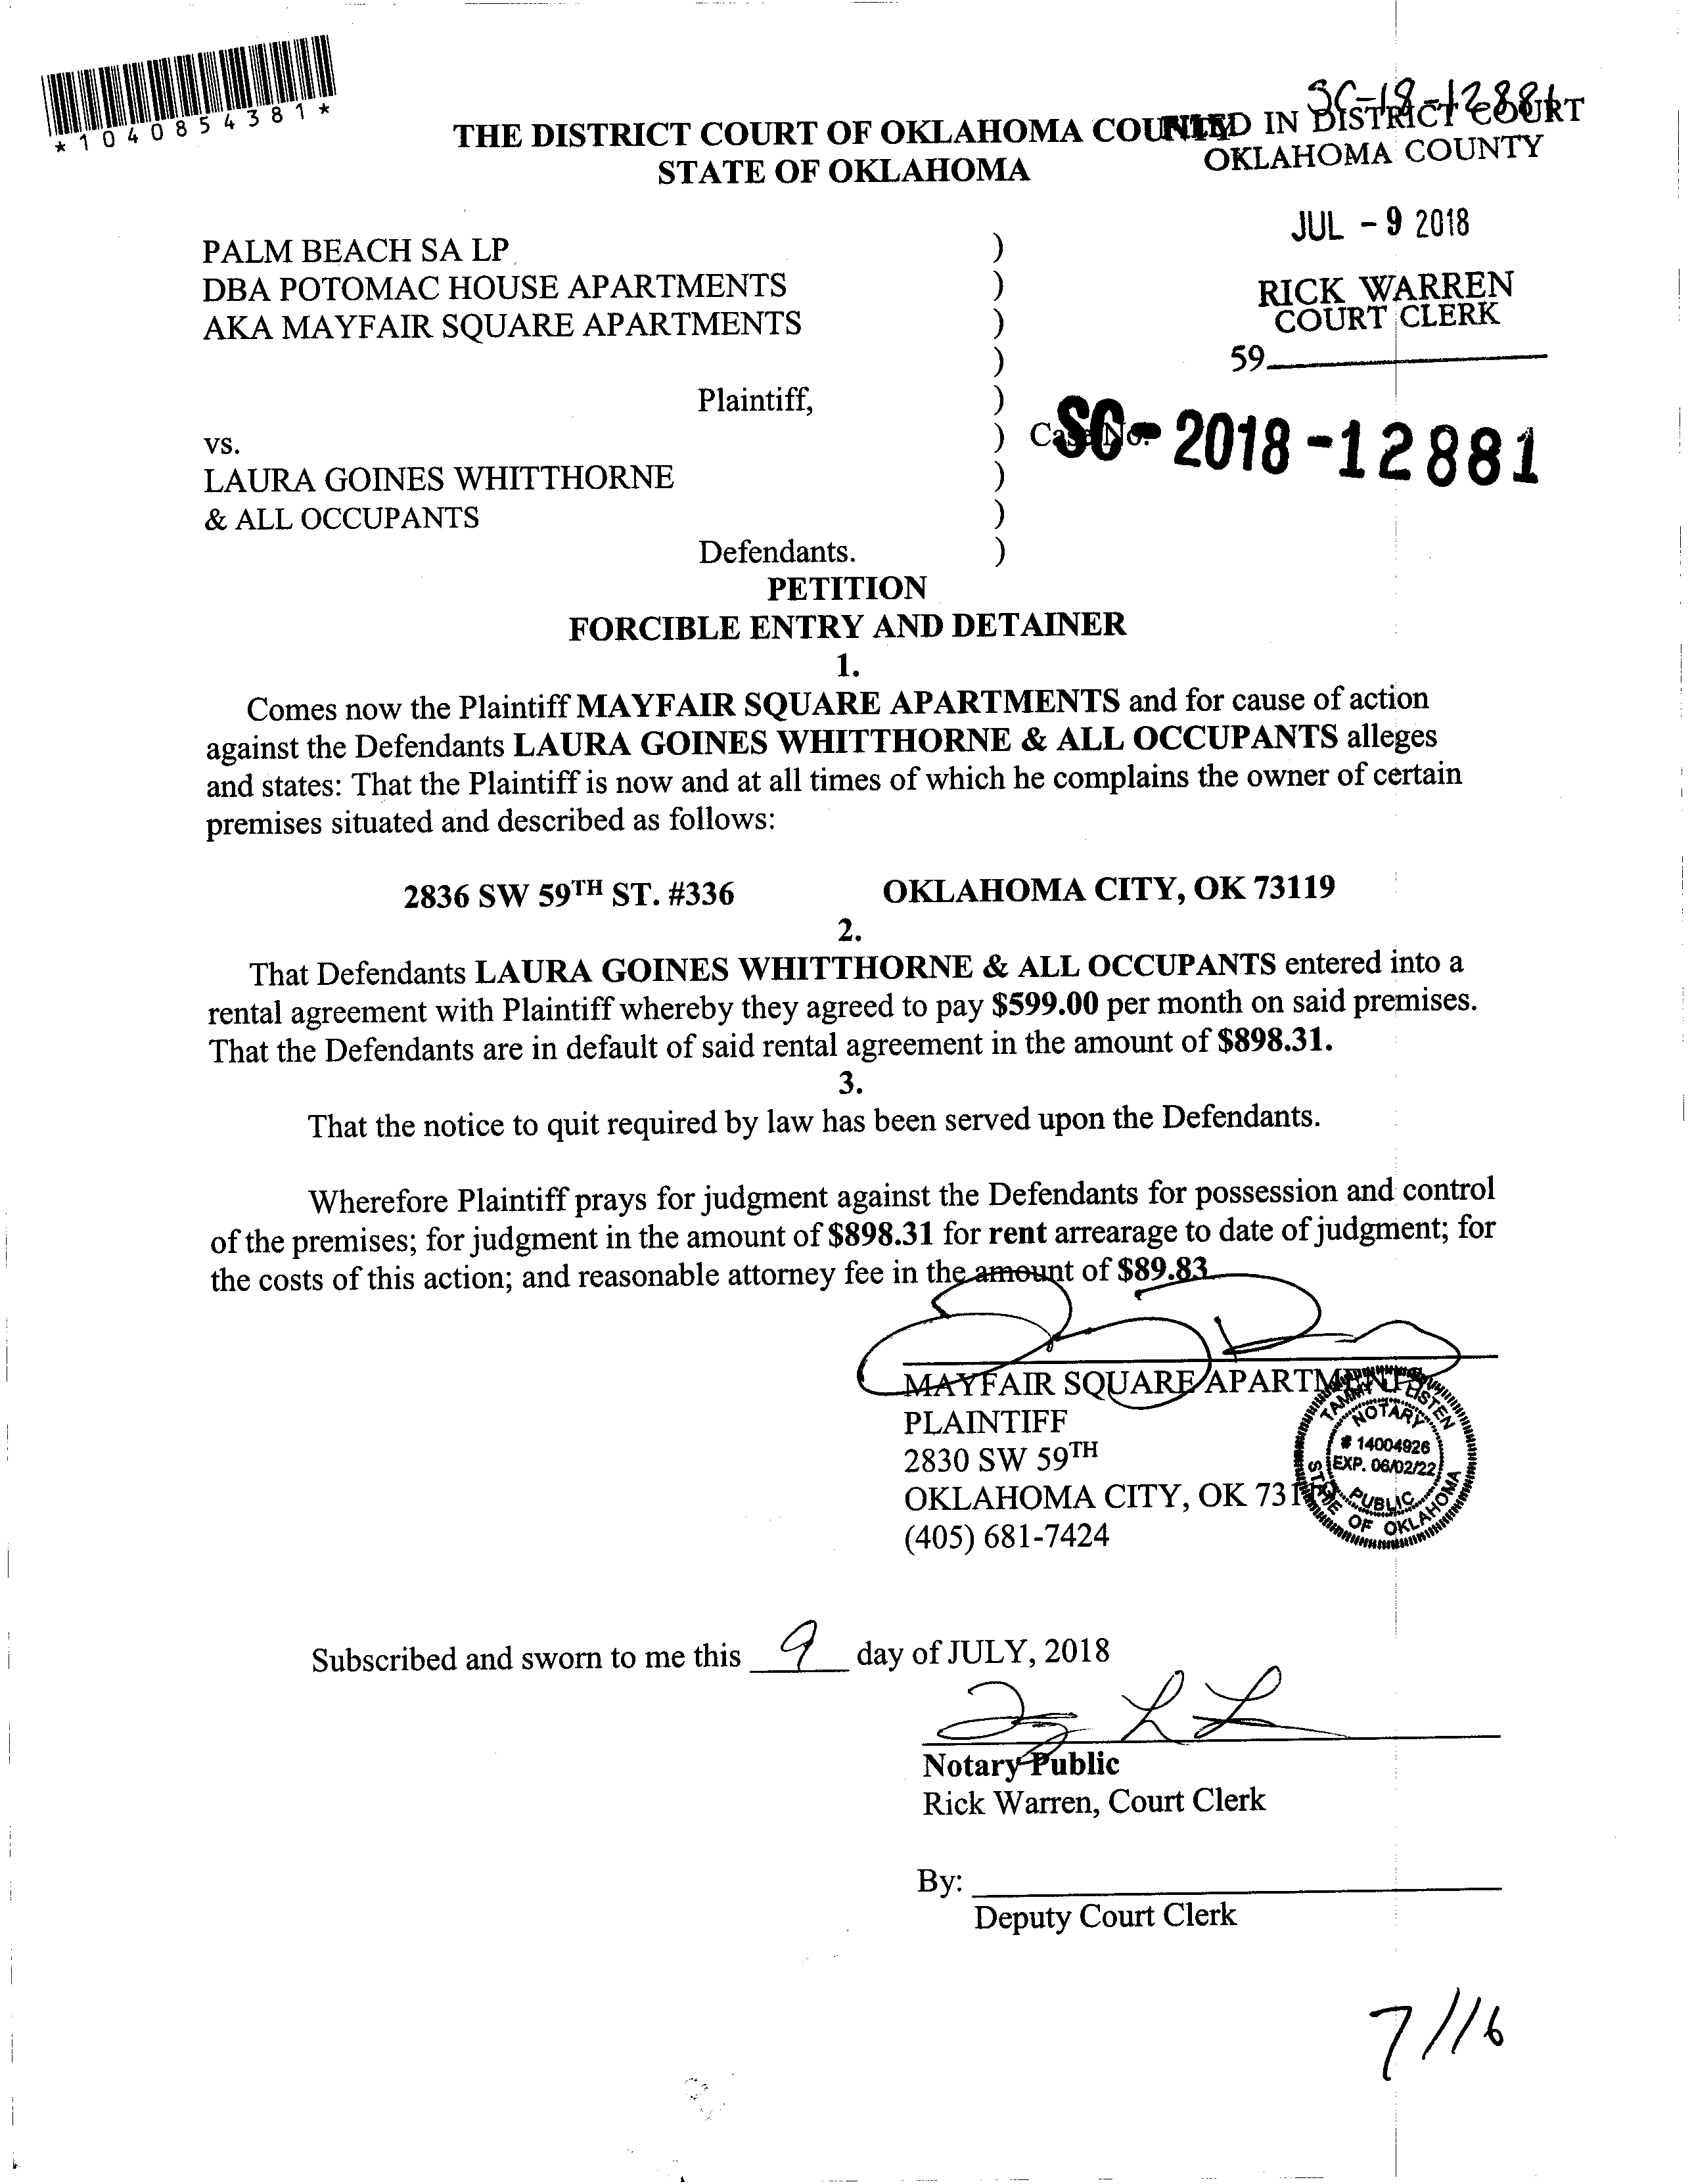 *1040854381*
SC-18-12881
THE DISTRICT COURT OF OKLAHOMA COUNTY
STATE OF OKLAHOMA
FILED IN DISTRICT COURT
OKLAHOMA COUNTY
JUL - 9 2018
RICK WARREN
COURT CLERK
59
PALM BEACH SA LP )
DBA POTOMAC HOUSE APARTMENTS )
AKA MAYFAIR SQUARE APARTMENTS )
)
Plaintiff, )
vs. ) Case No. SC-2018-12881
LAURA GOINES WHITTHORNE )
& ALL OCCUPANTS )
Defendants. )
PETITION
FORCIBLE ENTRY AND DETAINER
1.
Comes now the Plaintiff MAYFAIR SQUARE APARTMENTS and for cause of action
against the Defendants LAURA GOINES WHITTHORNE & ALL OCCUPANTS alleges
and states: That the Plaintiff is now and at all times of which he complains the owner of certain
premises situated and described as follows:
2836 SW 59TH ST. #336 OKLAHOMA CITY, OK 73119
2.
That Defendants LAURA GOINES WHITTHORNE & ALL OCCUPANTS entered into a
rental agreement with Plaintiff whereby they agreed to pay $599.00 per month on said premises.
That the Defendants are in default of said rental agreement in the amount of $898.31.
3.
That the notice to quit required by law has been served upon the Defendants.
Wherefore Plaintiff prays for judgment against the Defendants for possession and control
of the premises; for judgment in the amount of $898.31 for rent arrearage to date of judgment; for
the costs of this action; and reasonable attorney fee in the amount of $89.83
MAYFAIR SQUARE APARTMENTS
PLAINTIFF
2830 SW 59TH
OKLAHOMA CITY, OK
(405) 681-7424
TAMMY L LISTEN
NOTARY
# 14004926
EXP. 06/02/22
PUBLIC
STATE OF OKLAHOMA
Subscribed and sworn to me this 9 day of JULY, 2018
Notary Public
Rick Warren, Court Clerk
By:
Deputy Court Clerk
7/16